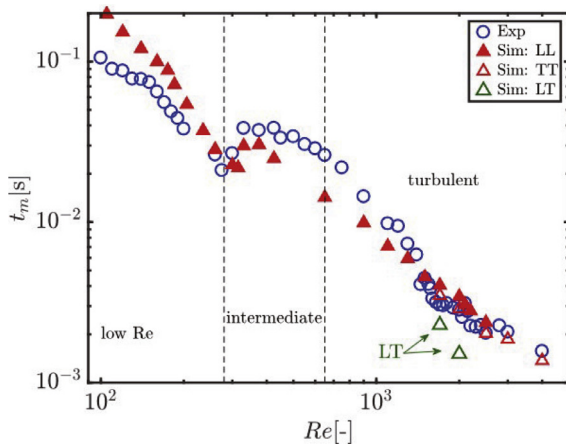 Exp
Sim: LL
Sim: TT
Sim: LT
10⁻¹
10⁻²
10⁻³
t_m[s]
turbulent
intermediate
low Re
LT
10²
10³
Re[-]